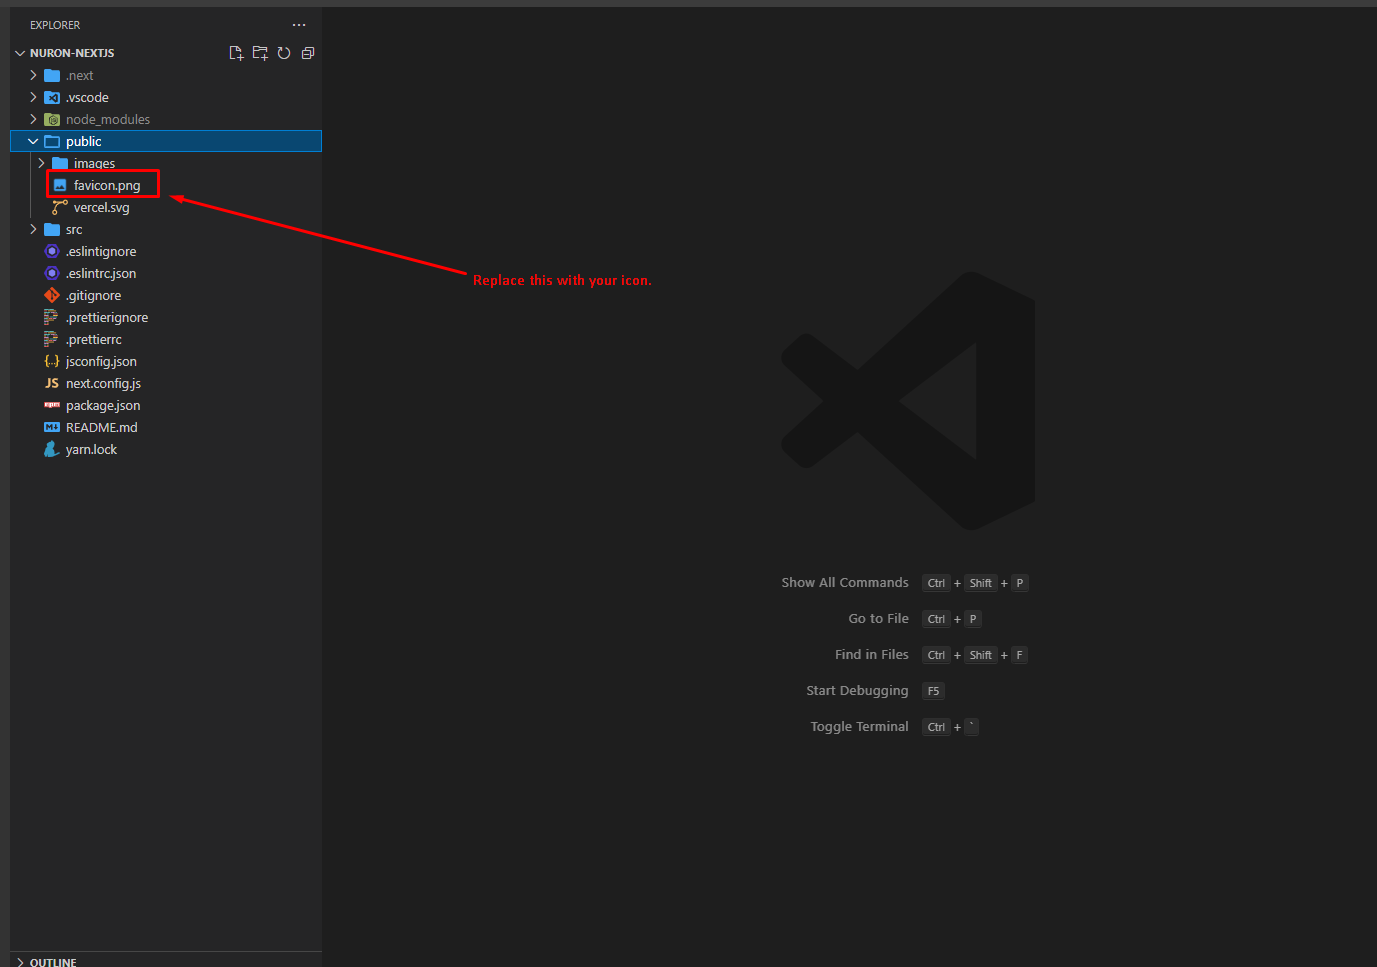 EXPLORER
NURON-NEXTJS
.next
.vscode
node_modules
public
images
favicon.png
vercel.svg
src
.eslintignore
.eslintrc.json
.gitignore
.prettierignore
.prettierrc
jsconfig.json
JS next.config.js
package.json
README.md
yarn.lock
OUTLINE
Replace this with your icon.
Show All Commands Ctrl + Shift + P
Go to File Ctrl + P
Find in Files Ctrl + Shift + F
Start Debugging F5
Toggle Terminal Ctrl + `